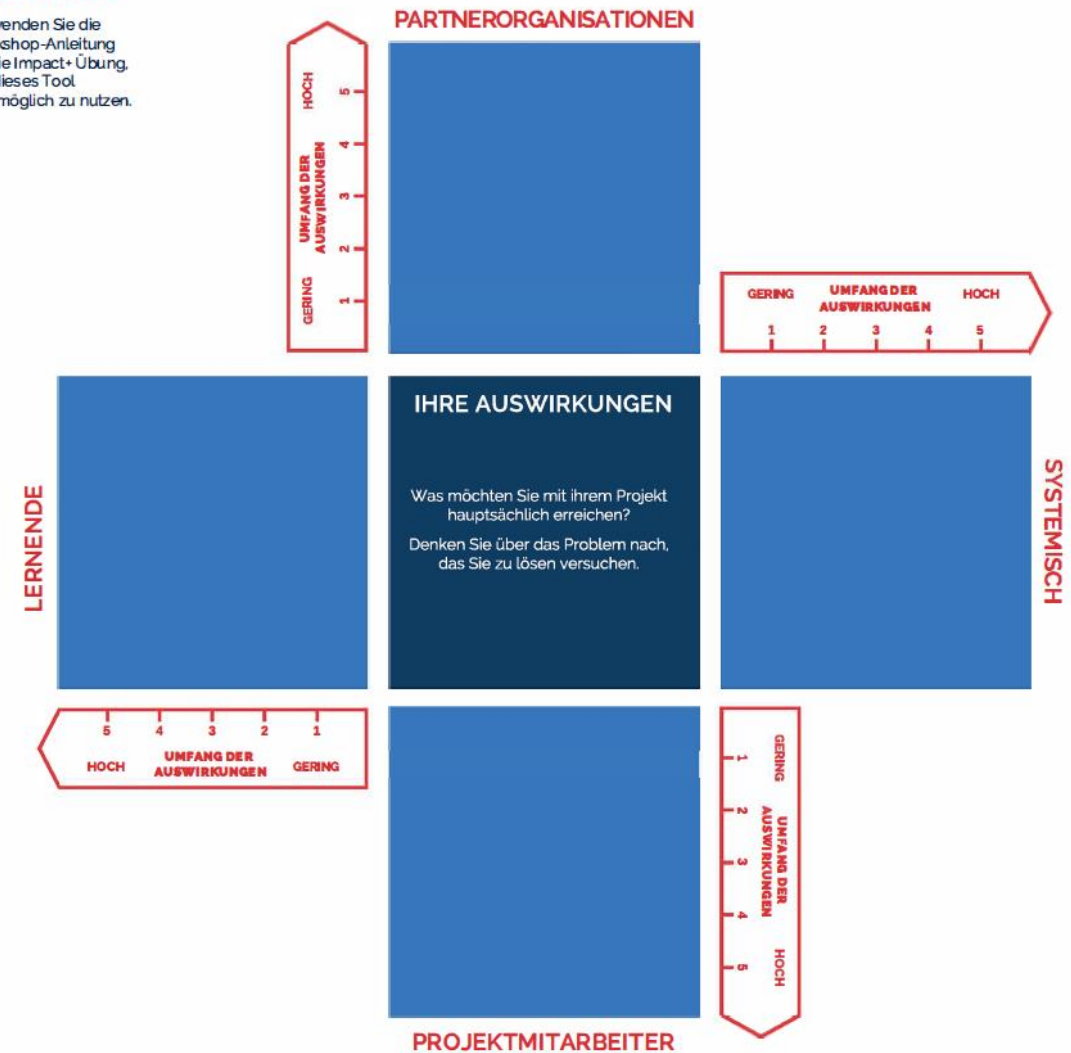 enden Sie die
shop-Anleitung
ie Impact+ Übung,
ieses Tool
möglich zu nutzen.
PARTNERORGANISATIONEN
HOCH
UMFANG DER
AUSWIRKUNGEN
GERING
5
4
3
2
1
GERING
UMFANG DER
AUSWIRKUNGEN
HOCH
1 2 3 4 5
LERNENDE
IHRE AUSWIRKUNGEN
Was möchten Sie mit ihrem Projekt
hauptsächlich erreichen?
Denken Sie über das Problem nach,
das Sie zu lösen versuchen.
SYSTEMISCH
5 4 3 2 1
HOCH
UMFANG DER
AUSWIRKUNGEN
GERING
GERING
UMFANG DER
AUSWIRKUNGEN
HOCH
1
2
3
4
5
PROJEKTMITARBEITER